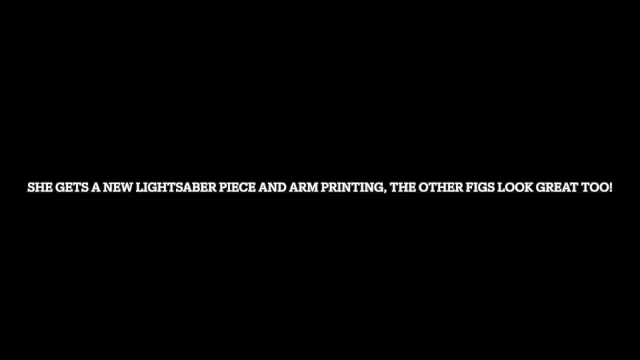 SHE GETS A NEW LIGHTSABER PIECE AND ARM PRINTING, THE OTHER FIGS LOOK GREAT TOO!